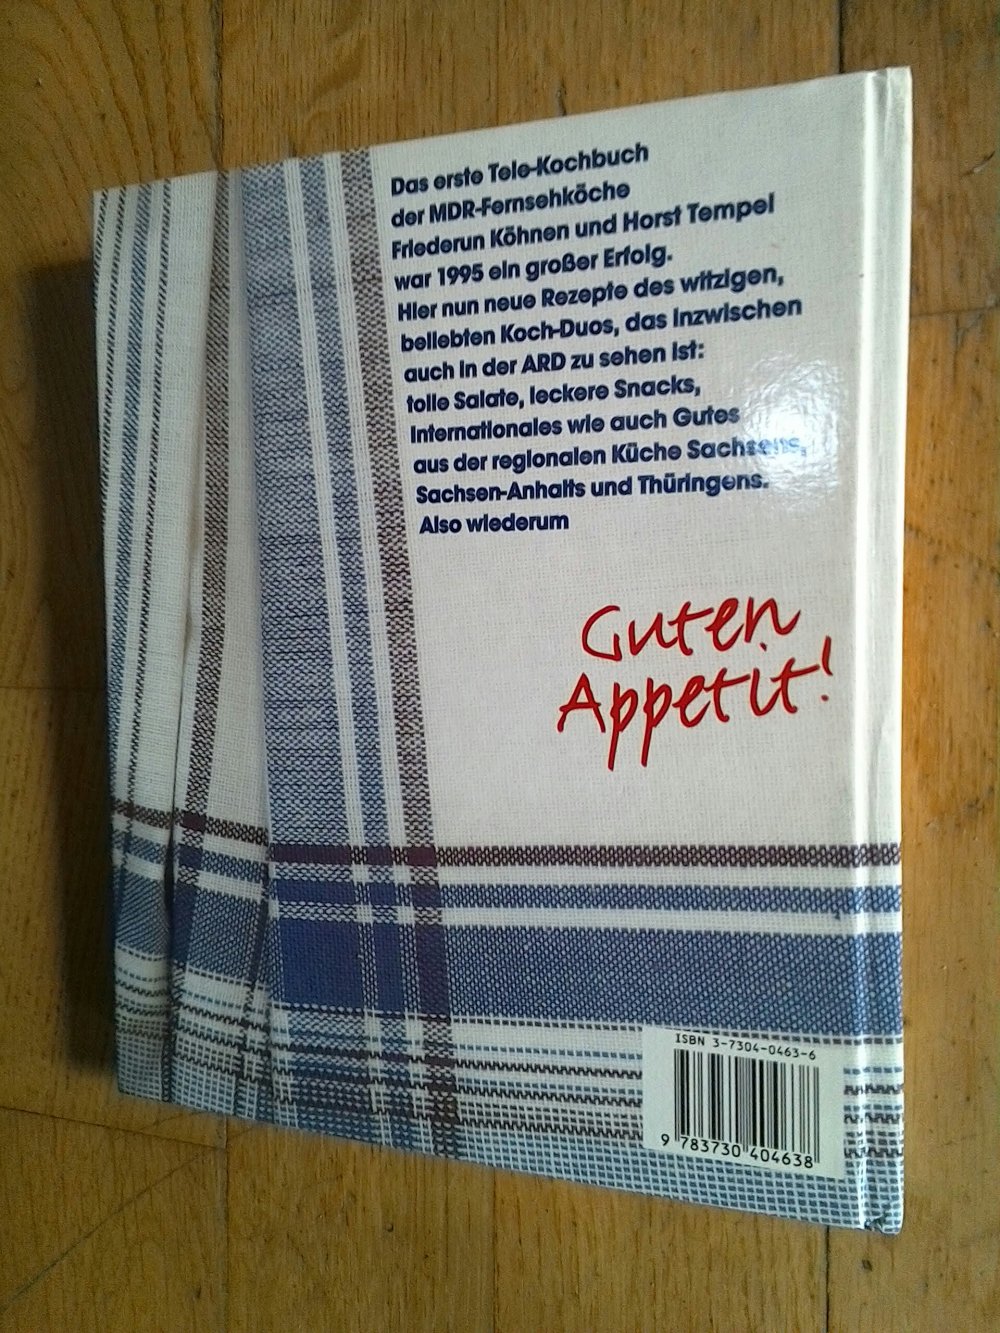 Das erste Tele-Kochbuch
der MDR-Fernsehköche
Friederun Köhnen und Horst Tempel
war 1995 ein großer Erfolg.
Hier nun neue Rezepte des witzigen,
beliebten Koch-Duos, das inzwischen
auch in der ARD zu sehen ist:
tolle Salate, leckere Snacks,
Internationales wie auch Gutes
aus der regionalen Küche Sachsens,
Sachsen-Anhalts und Thüringens.
Also wiederum
Guten
Appetit!
ISBN 3-7304-0463-6
9 783730 404638